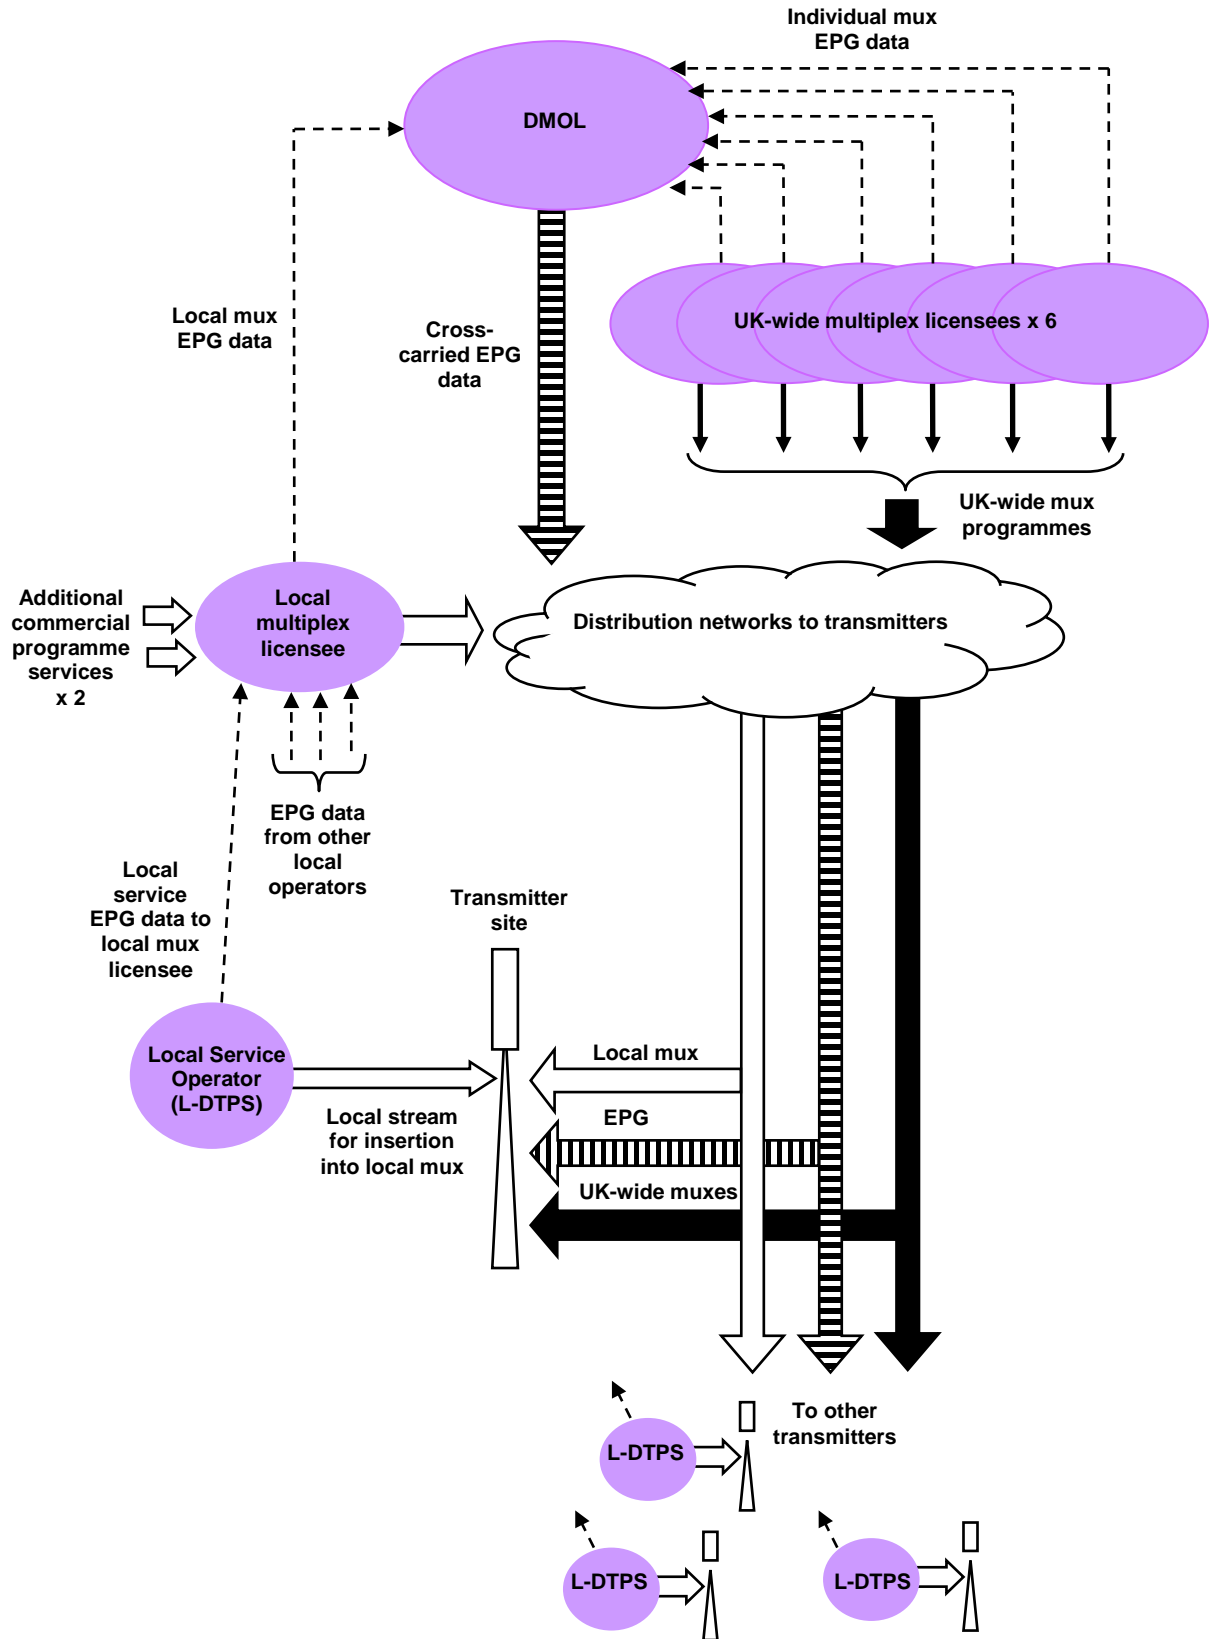 Individual mux
EPG data
DMOL
Local mux
EPG data
Cross-
carried EPG
data
UK-wide multiplex licensees x 6
UK-wide mux
programmes
Additional
commercial
programme
services
x 2
Local
multiplex
licensee
Distribution networks to transmitters
EPG data
from other
local
operators
Local
service
EPG data to
local mux
licensee
Transmitter
site
Local Service
Operator
(L-DTPS)
Local stream
for insertion
into local mux
Local mux
EPG
UK-wide muxes
To other
transmitters
L-DTPS
L-DTPS
L-DTPS